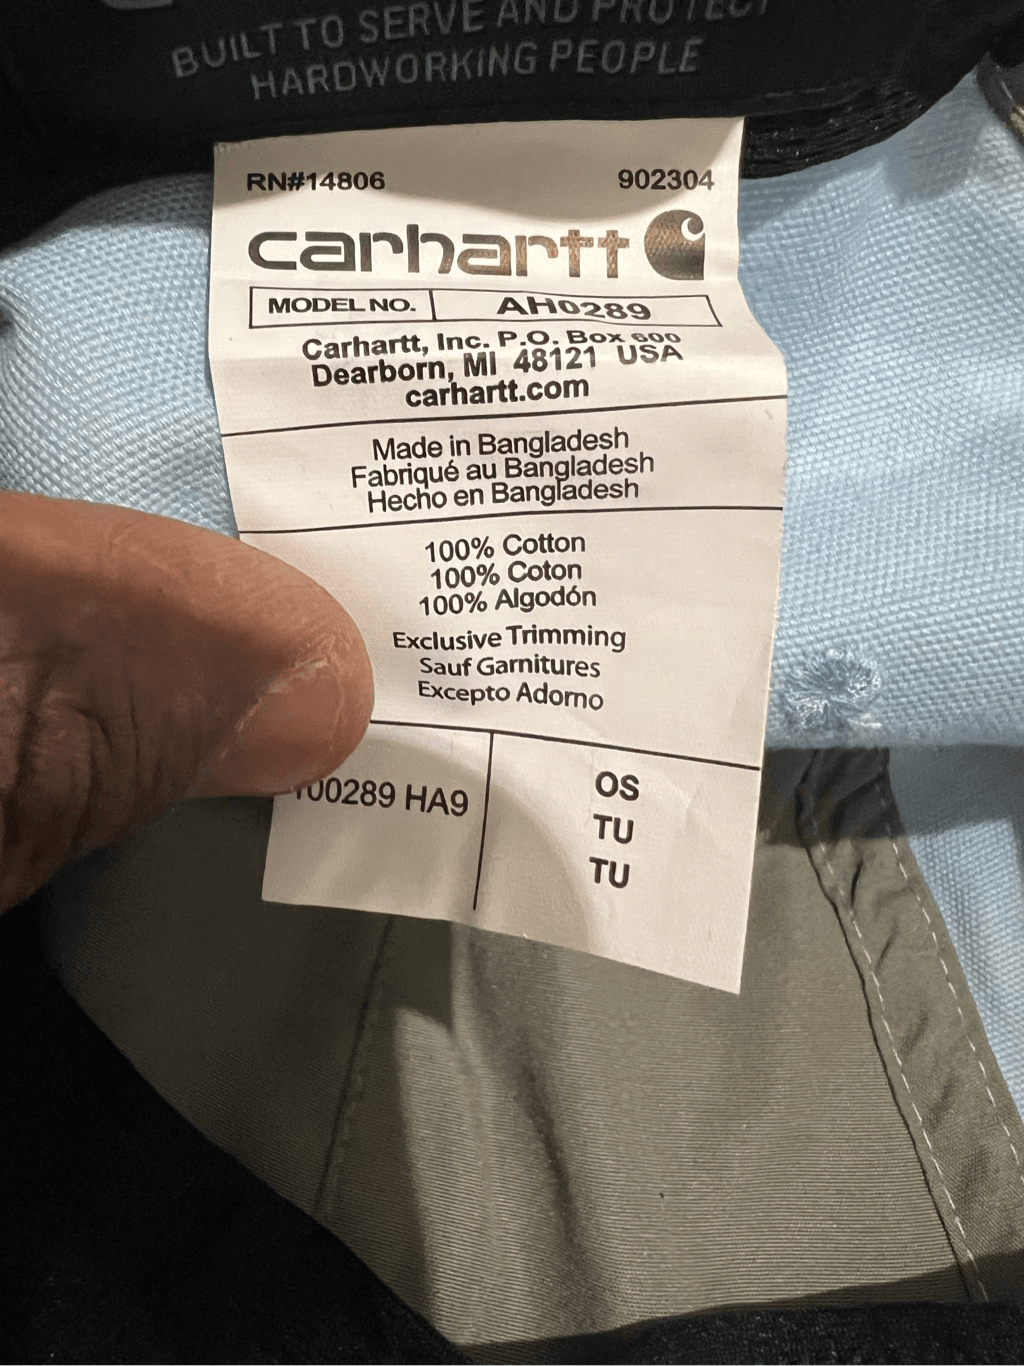 BUILT TO SERVE AND PROTECT
HARDWORKING PEOPLE
RN#14806 902304
carhartt
MODEL NO. AH0289
Carhartt, Inc. P.O. Box 600
Dearborn, MI 48121 USA
carhartt.com
Made in Bangladesh
Fabriqué au Bangladesh
Hecho en Bangladesh
100% Cotton
100% Coton
100% Algodón
Exclusive Trimming
Sauf Garnitures
Excepto Adorno
100289 HA9
OS
TU
TU